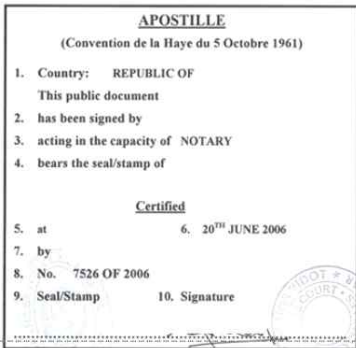 APOSTILLE
(Convention de la Haye du 5 Octobre 1961)
1. Country: REPUBLIC OF
This public document
2. has been signed by
3. acting in the capacity of NOTARY
4. bears the seal/stamp of
Certified
5. at 6. 20TH JUNE 2006
7. by
8. No. 7526 OF 2006
9. Seal/Stamp 10. Signature
COURT